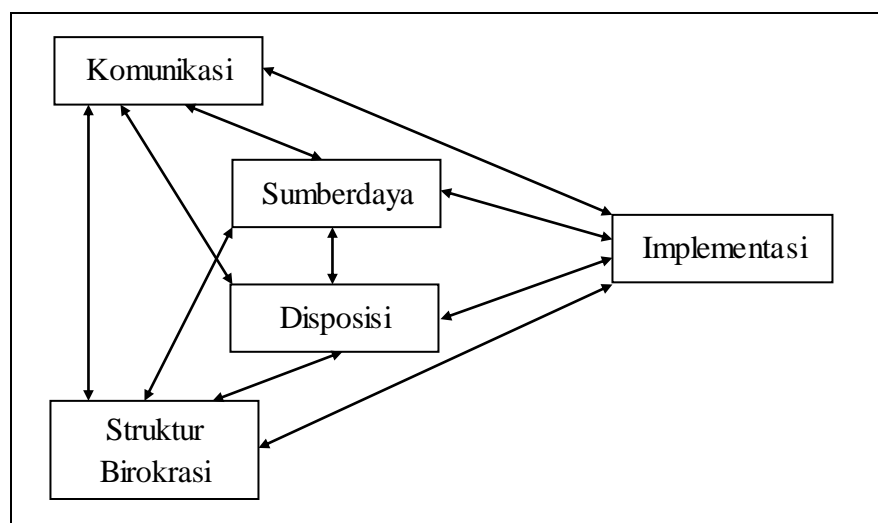 Komunikasi
Sumberdaya
Implementasi
Disposisi
Struktur
Birokrasi